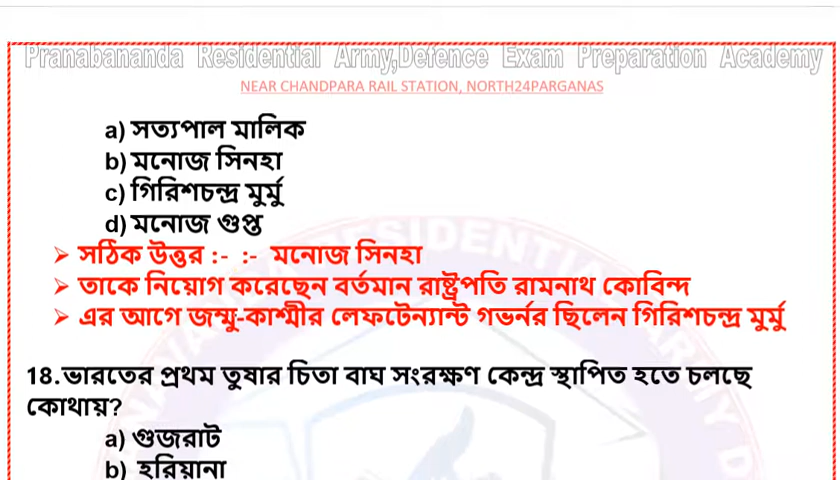 Pranabananda Residential Army,Defence Exam Preparation Academy
NEAR CHANDPARA RAIL STATION, NORTH24PARGANAS
a) সত্যপাল মালিক
b) মনোজ সিনহা
c) গিরিশচন্দ্র মুর্মু
d) মনোজ গুপ্ত
➢ সঠিক উত্তর :- :- মনোজ সিনহা
➢ তাকে নিয়োগ করেছেন বর্তমান রাষ্ট্রপতি রামনাথ কোবিন্দ
➢ এর আগে জম্মু-কাশ্মীর লেফটেন্যান্ট গভর্নর ছিলেন গিরিশচন্দ্র মুর্মু
18.ভারতের প্রথম তুষার চিতা বাঘ সংরক্ষণ কেন্দ্র স্থাপিত হতে চলছে
কোথায়?
a) গুজরাট
b) হরিয়ানা